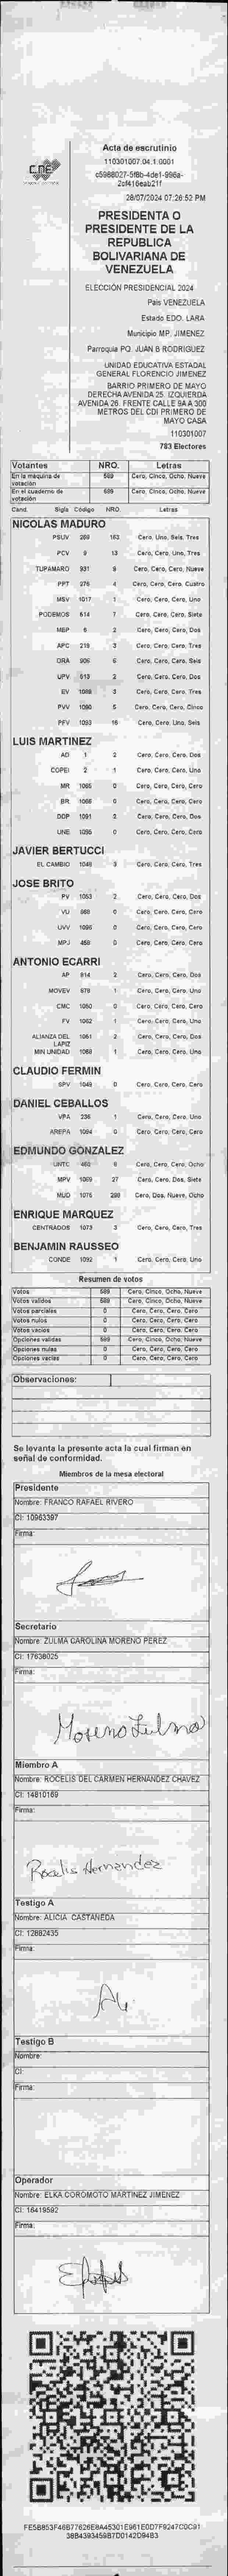 CNE
Acta de escrutinio
110301007.04.1.0001
28/07/2024 07:26:52 PM
PRESIDENTA O
PRESIDENTE DE LA
REPUBLICA
BOLIVARIANA DE
VENEZUELA
ELECCIÓN PRESIDENCIAL 2024
País VENEZUELA
Estado EDO. LARA
Municipio MP. JIMENEZ
Parroquia PQ. JUAN B RODRIGUEZ
UNIDAD EDUCATIVA ESTADAL
GENERAL FLORENCIO JIMENEZ
BARRIO PRIMERO DE MAYO
DERECHA AVENIDA 25. IZQUIERDA
AVENIDA 26. FRENTE CALLE 9A A 300
METROS DEL CDI PRIMERO DE
MAYO CASA
110301007
783 Electores
Votantes NRO. Letras
En la máquina de votación 589 Cero, Cinco, Ocho, Nueve
En el cuaderno de votación 589 Cero, Cinco, Ocho, Nueve
Cand. Sigla Código NRO. Letras
NICOLAS MADURO
PSUV 269 163 Cero, Uno, Seis, Tres
PCV 9 13 Cero, Cero, Uno, Tres
TUPAMARO 931 9 Cero, Cero, Cero, Nueve
PPT 276 4 Cero, Cero, Cero, Cuatro
MSV 1017 1 Cero, Cero, Cero, Uno
PODEMOS 614 7 Cero, Cero, Cero, Siete
MEP 6 2 Cero, Cero, Cero, Dos
APC 219 3 Cero, Cero, Cero, Tres
ORA 906 6 Cero, Cero, Cero, Seis
UPV 613 2 Cero, Cero, Cero, Dos
EV 1088 3 Cero, Cero, Cero, Tres
PVV 1090 5 Cero, Cero, Cero, Cinco
PFV 1093 16 Cero, Cero, Uno, Seis
LUIS MARTINEZ
AD 1 2 Cero, Cero, Cero, Dos
COPEI 2 1 Cero, Cero, Cero, Uno
MR 1065 0 Cero, Cero, Cero, Cero
BR 1066 0 Cero, Cero, Cero, Cero
DDP 1091 2 Cero, Cero, Cero, Dos
UNE 1095 0 Cero, Cero, Cero, Cero
JAVIER BERTUCCI
EL CAMBIO 1048 3 Cero, Cero, Cero, Tres
JOSE BRITO
PV 1053 2 Cero, Cero, Cero, Dos
VU 868 0 Cero, Cero, Cero, Cero
UVV 1096 0 Cero, Cero, Cero, Cero
MPJ 458 0 Cero, Cero, Cero, Cero
ANTONIO ECARRI
AP 814 2 Cero, Cero, Cero, Dos
MOVEV 878 1 Cero, Cero, Cero, Uno
CMC 1080 0 Cero, Cero, Cero, Cero
FV 1062 1 Cero, Cero, Cero, Uno
ALIANZA DEL LAPIZ 1061 2 Cero, Cero, Cero, Dos
MIN UNIDAD 1068 1 Cero, Cero, Cero, Uno
CLAUDIO FERMIN
SPV 1049 0 Cero, Cero, Cero, Cero
DANIEL CEBALLOS
VPA 236 1 Cero, Cero, Cero, Uno
AREPA 1094 0 Cero, Cero, Cero, Cero
EDMUNDO GONZALEZ
UNTC 460 8 Cero, Cero, Cero, Ocho
MPV 1069 27 Cero, Cero, Dos, Siete
MUD 1075 298 Cero, Dos, Nueve, Ocho
ENRIQUE MARQUEZ
CENTRADOS 1073 3 Cero, Cero, Cero, Tres
BENJAMIN RAUSSEO
CONDE 1092 1 Cero, Cero, Cero, Uno
Resumen de votos
Votos 589 Cero, Cinco, Ocho, Nueve
Votos validos 589 Cero, Cinco, Ocho, Nueve
Votos parciales 0 Cero, Cero, Cero, Cero
Votos nulos 0 Cero, Cero, Cero, Cero
Votos vacios 0 Cero, Cero, Cero, Cero
Opciones validas 589 Cero, Cinco, Ocho, Nueve
Opciones nulas 0 Cero, Cero, Cero, Cero
Opciones vacias 0 Cero, Cero, Cero, Cero
Observaciones:
Se levanta la presente acta la cual firman en
señal de conformidad.
Miembros de la mesa electoral
Presidente
Nombre: FRANCO RAFAEL RIVERO
CI: 10963397
Firma:
Secretario
Nombre: ZULMA CAROLINA MORENO PEREZ
CI: 17638025
Firma:
Moreno Zulma
Miembro A
Nombre: ROCELIS DEL CARMEN HERNANDEZ CHAVEZ
CI: 14810169
Firma:
Rocelis Hernandez
Testigo A
Nombre: ALICIA CASTANEDA
CI: 12882435
Firma:
Testigo B
Nombre:
CI:
Firma:
Operador
Nombre: ELKA COROMOTO MARTINEZ JIMENEZ
CI: 16419592
Firma: